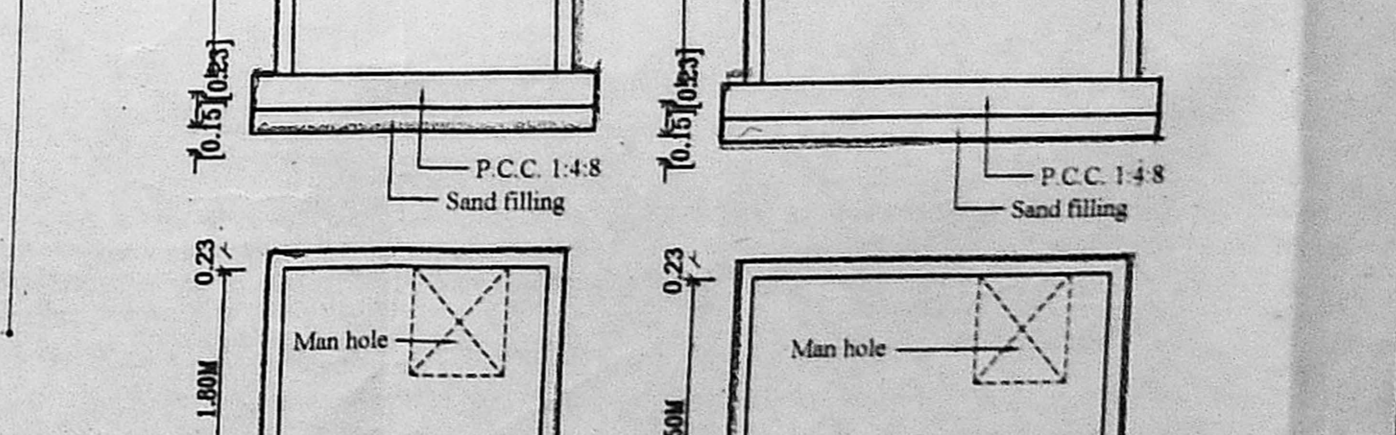 [0.23]
[0.15]
P.C.C. 1:4:8
Sand filling
0.23
Man hole
1.80M
[0.23]
[0.15]
P.C.C. 1:4:8
Sand filling
0.23
Man hole